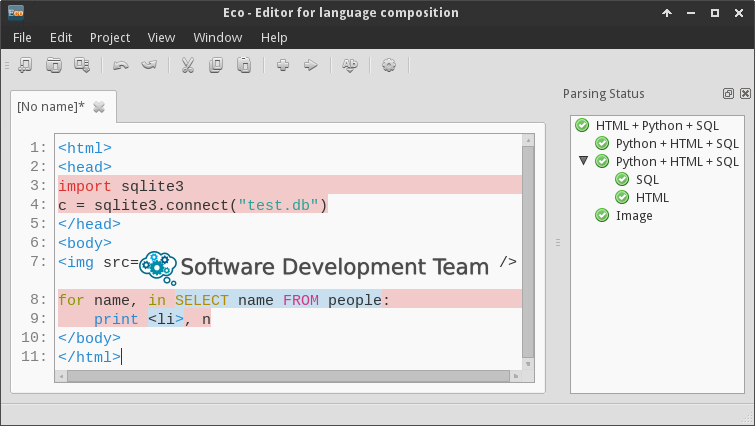 Eco - Editor for language composition
File Edit Project View Window Help
[No name]*
1: <html>
2: <head>
3: import sqlite3
4: c = sqlite3.connect("test.db")
5: </head>
6: <body>
7: <img src= Software Development Team />
8: for name, in SELECT name FROM people:
9: print <li>, n
10: </body>
11: </html>
Parsing Status
HTML + Python + SQL
Python + HTML + SQL
Python + HTML + SQL
SQL
HTML
Image